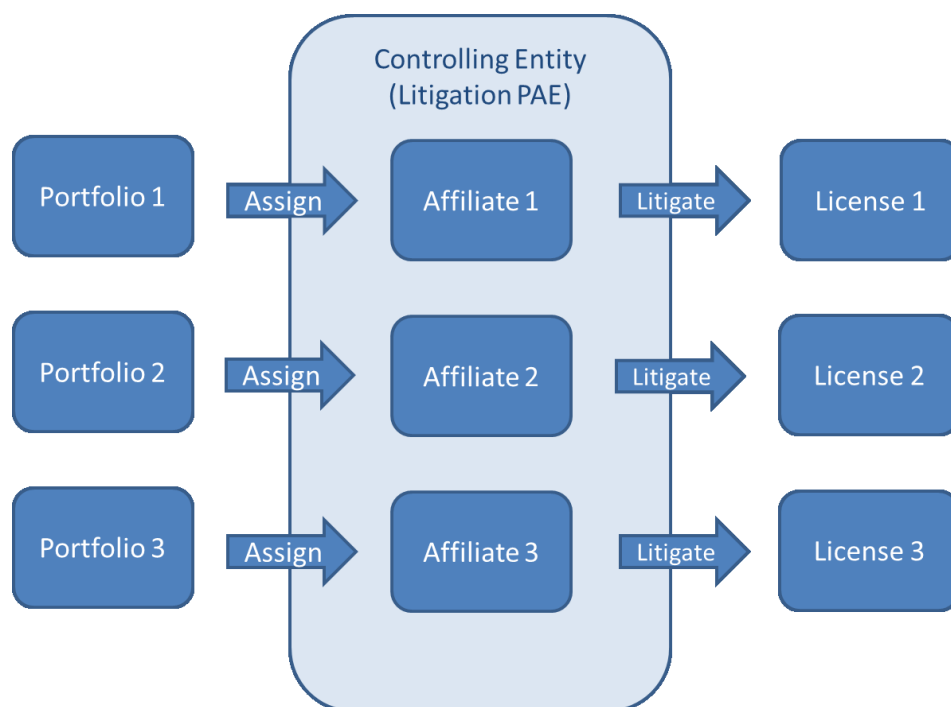 Controlling Entity
(Litigation PAE)
Portfolio 1
Assign
Affiliate 1
Litigate
License 1
Portfolio 2
Assign
Affiliate 2
Litigate
License 2
Portfolio 3
Assign
Affiliate 3
Litigate
License 3